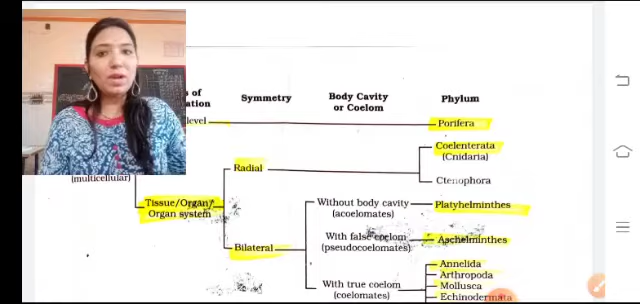 s of Symmetry Body Cavity Phylum
ation or Coelom
level Porifera
Coelenterata
Radial (Cnidaria)
(multicellular) Ctenophora
Tissue/Organ/ Without body cavity Platyhelminthes
Organ system (acoelomates)
With false coelom Aschelminthes
Bilateral (pseudocoelomates)
Annelida
With true coelom Arthropoda
(coelomates) Mollusca
Echinodermata